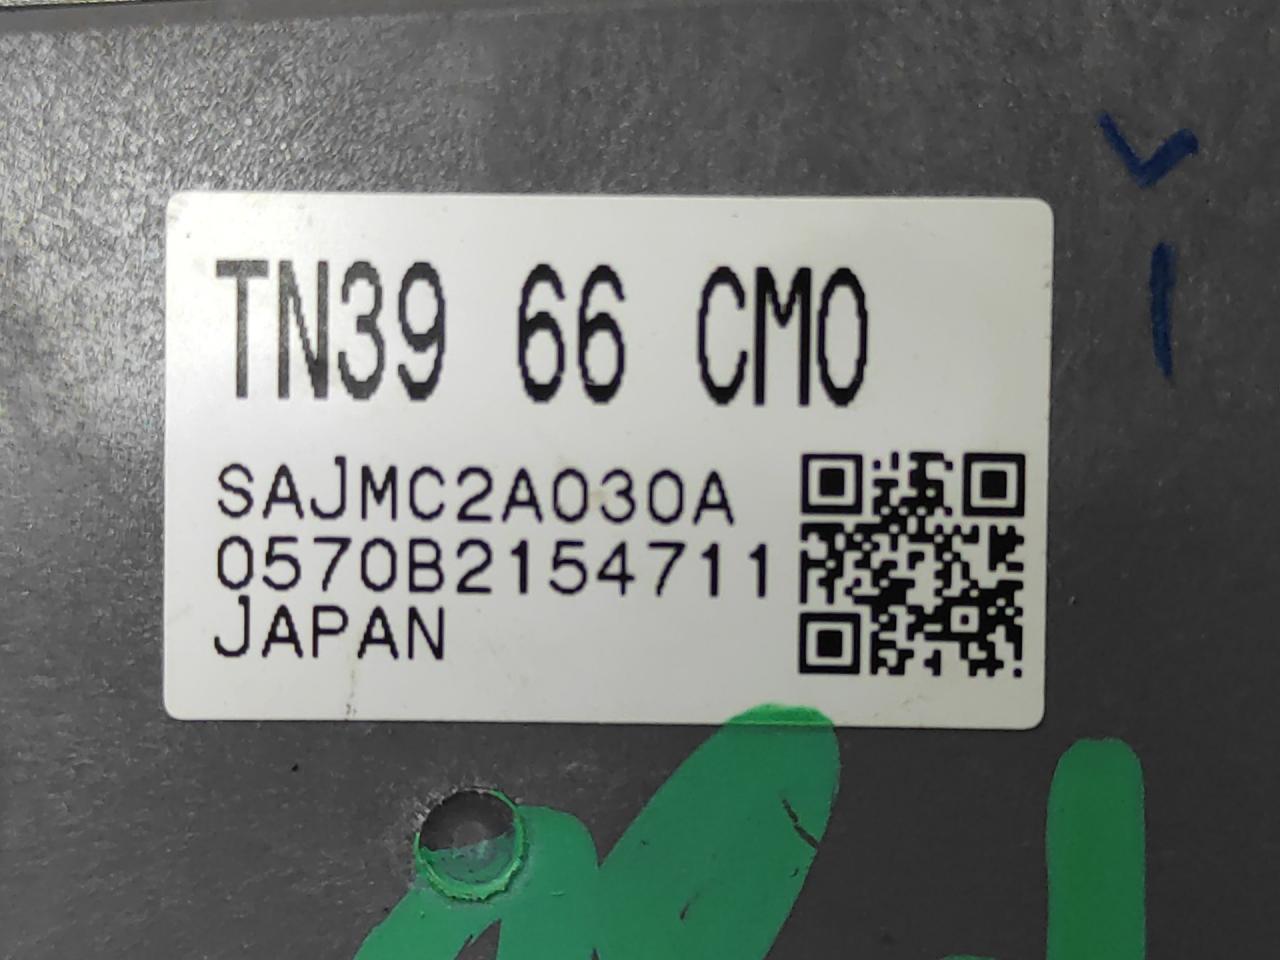 TN39 66 CM0
SAJMC2A030A
0570B2154711
JAPAN